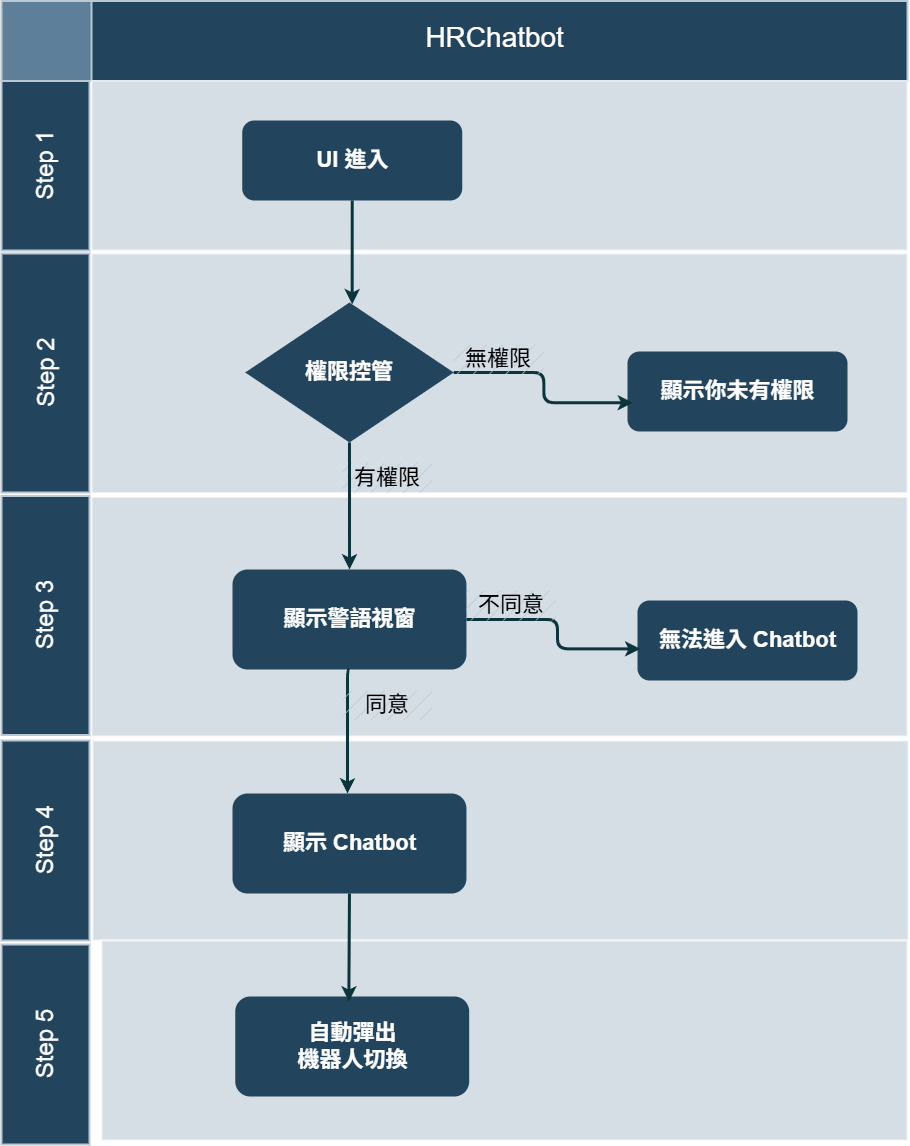 HRChatbot
Step 1
UI 進入
Step 2
權限控管
無權限
顯示你未有權限
有權限
Step 3
顯示警語視窗
不同意
無法進入 Chatbot
同意
Step 4
顯示 Chatbot
Step 5
自動彈出
機器人切換